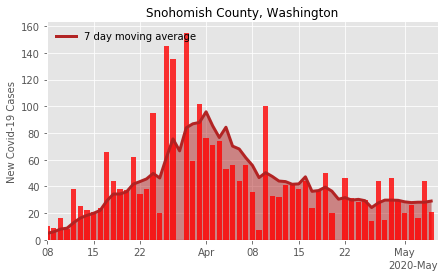 Snohomish County, Washington
7 day moving average
New Covid-19 Cases
160
140
120
100
80
60
40
20
0
08 15 22 Apr 08 15 22 May
2020-May